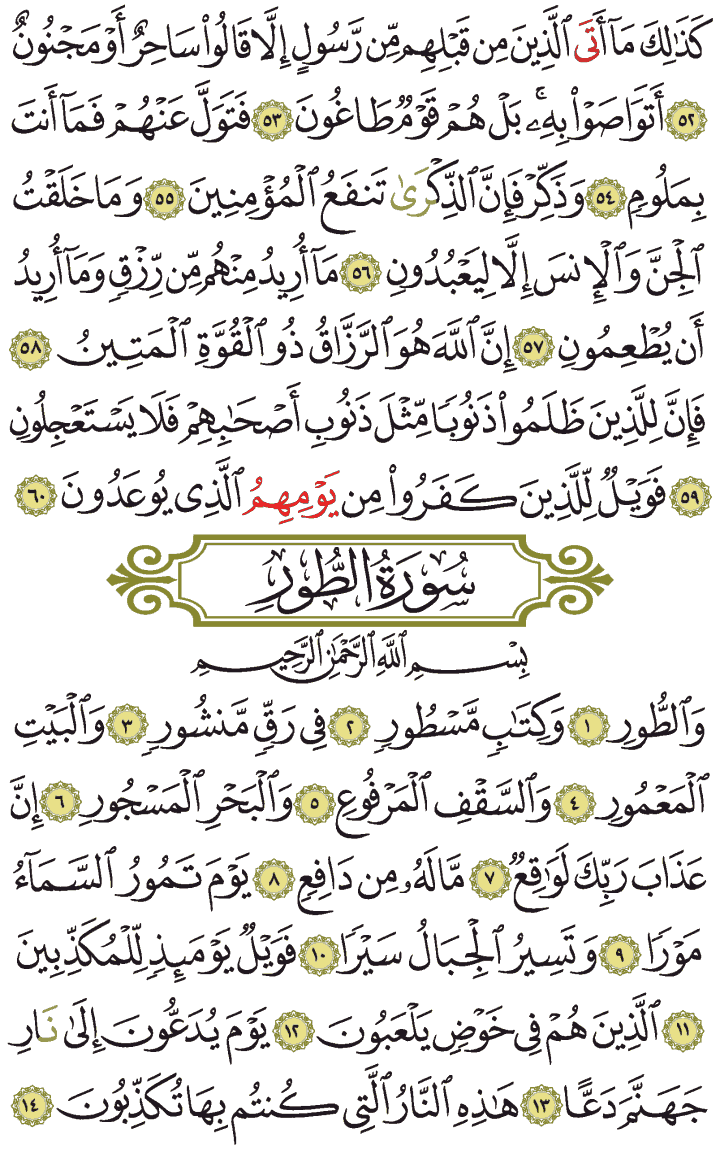 كَذَٰلِكَ مَآ أَتَى ٱلَّذِينَ مِن قَبْلِهِم مِّن رَّسُولٍ إِلَّا قَالُوا۟ سَاحِرٌ أَوْ مَجْنُونٌ
٥٢ أَتَوَاصَوْا۟ بِهِۦ ۚ بَلْ هُمْ قَوْمٌ طَاغُونَ ٥٣ فَتَوَلَّ عَنْهُمْ فَمَآ أَنتَ
بِمَلُومٍ ٥٤ وَذَكِّرْ فَإِنَّ ٱلذِّكْرَىٰ تَنفَعُ ٱلْمُؤْمِنِينَ ٥٥ وَمَا خَلَقْتُ
ٱلْجِنَّ وَٱلْإِنسَ إِلَّا لِيَعْبُدُونِ ٥٦ مَآ أُرِيدُ مِنْهُم مِّن رِّزْقٍ وَمَآ أُرِيدُ
أَن يُطْعِمُونِ ٥٧ إِنَّ ٱللَّهَ هُوَ ٱلرَّزَّاقُ ذُو ٱلْقُوَّةِ ٱلْمَتِينُ ٥٨
فَإِنَّ لِلَّذِينَ ظَلَمُوا۟ ذَنُوبًا مِّثْلَ ذَنُوبِ أَصْحَٰبِهِمْ فَلَا يَسْتَعْجِلُونِ
٥٩ فَوَيْلٌ لِّلَّذِينَ كَفَرُوا۟ مِن يَوْمِهِمُ ٱلَّذِى يُوعَدُونَ ٦٠
سُورَةُ الطُّورِ
بِسْمِ ٱللَّهِ ٱلرَّحْمَٰنِ ٱلرَّحِيمِ
وَٱلطُّورِ ١ وَكِتَٰبٍ مَّسْطُورٍ ٢ فِى رَقٍّ مَّنشُورٍ ٣ وَٱلْبَيْتِ
ٱلْمَعْمُورِ ٤ وَٱلسَّقْفِ ٱلْمَرْفُوعِ ٥ وَٱلْبَحْرِ ٱلْمَسْجُورِ ٦ إِنَّ
عَذَابَ رَبِّكَ لَوَٰقِعٌ ٧ مَّا لَهُۥ مِن دَافِعٍ ٨ يَوْمَ تَمُورُ ٱلسَّمَآءُ
مَوْرًا ٩ وَتَسِيرُ ٱلْجِبَالُ سَيْرًا ١٠ فَوَيْلٌ يَوْمَئِذٍ لِّلْمُكَذِّبِينَ
١١ ٱلَّذِينَ هُمْ فِى خَوْضٍ يَلْعَبُونَ ١٢ يَوْمَ يُدَعُّونَ إِلَىٰ نَارِ
جَهَنَّمَ دَعًّا ١٣ هَٰذِهِ ٱلنَّارُ ٱلَّتِى كُنتُم بِهَا تُكَذِّبُونَ ١٤